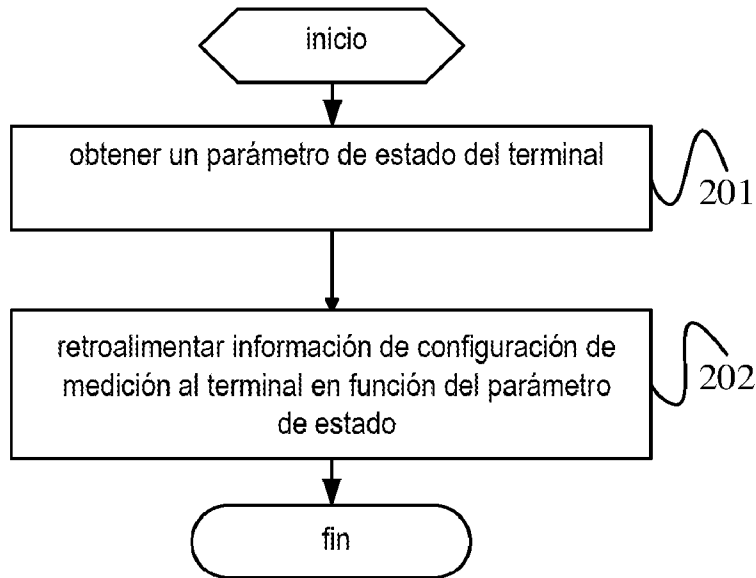 inicio
obtener un parámetro de estado del terminal
201
retroalimentar información de configuración de
medición al terminal en función del parámetro
de estado
202
fin